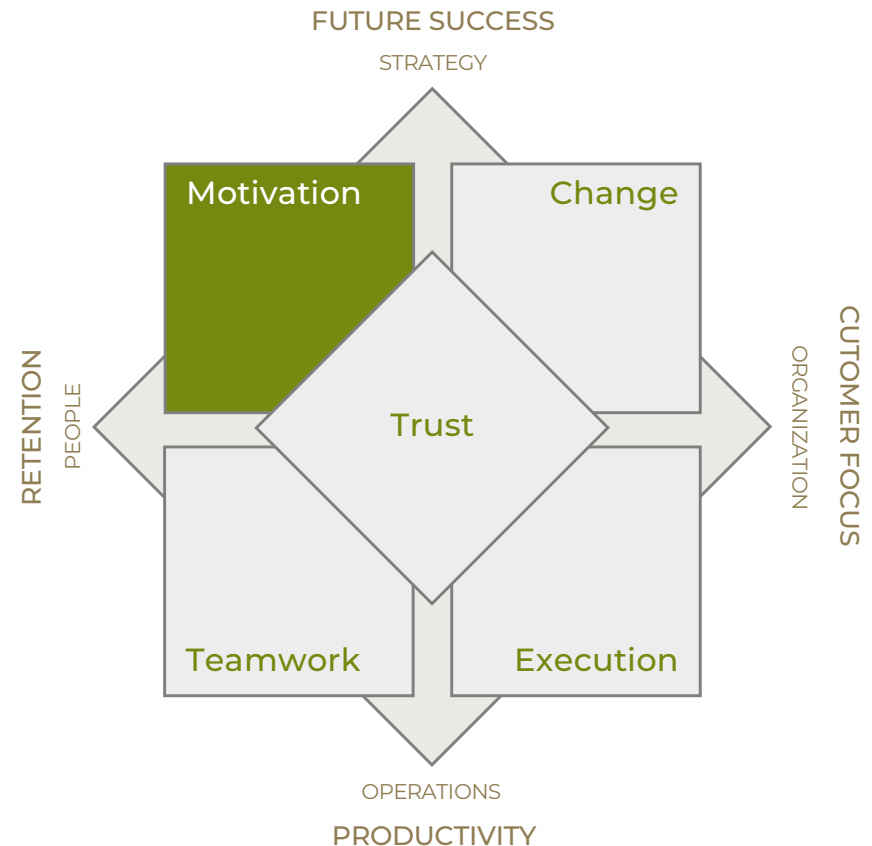 FUTURE SUCCESS
STRATEGY
Motivation
Change
RETENTION
PEOPLE
Trust
ORGANIZATION
CUTOMER FOCUS
Teamwork
Execution
OPERATIONS
PRODUCTIVITY